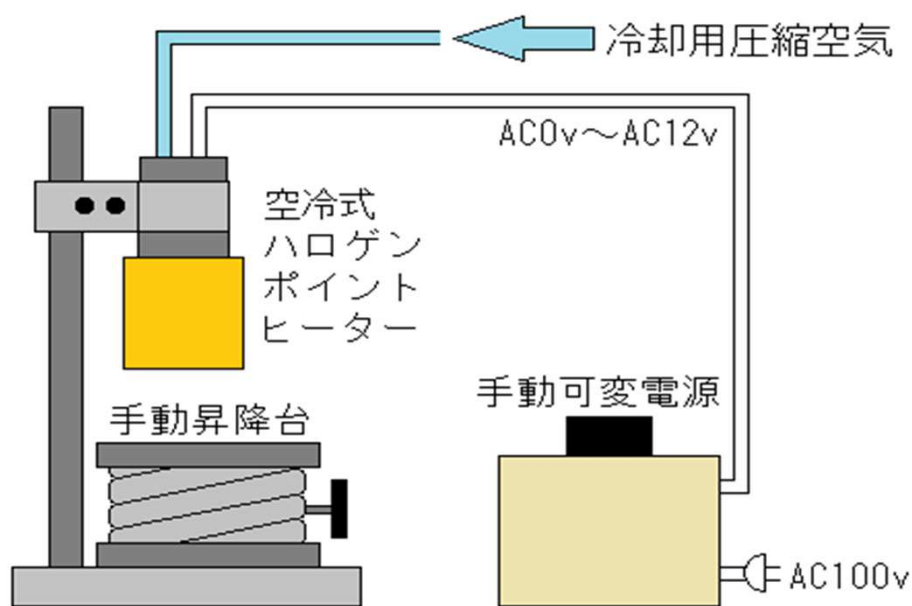 冷却用圧縮空気
AC0v～AC12v
空冷式
ハロゲン
ポイント
ヒーター
手動可変電源
手動昇降台
AC100v